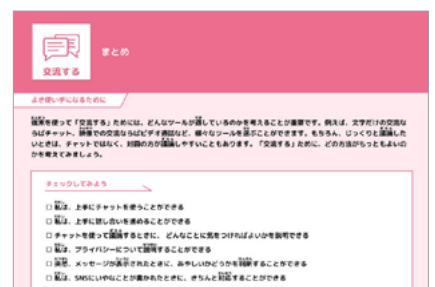 交流する
まとめ
よき使い手になるために
端末を使って「交流する」ためには、どんなツールが適しているのかを考えることが重要です。例えば、文字だけの交流な
らばチャット、映像での交流ならばビデオ通話など、様々なツールを選ぶことができます。もちろん、じっくりと議論した
いときは、チャットではなく、対面の方が議論しやすいこともあります。「交流する」ために、どの方法がもっともよいの
かを考えてみましょう。
チェックしてみよう
□ 私は、上手にチャットを使うことができる
□ 私は、上手に話し合いを進めることができる
□ チャットを使って議論するときに、どんなことに気をつければよいかを説明できる
□ 私は、プライバシーについて説明することができる
□ 突然、メッセージが表示されたときに、あやしいかどうかを判断することができる
□ 私は、SNSにいやなことが書かれたときに、きちんと対応することができる